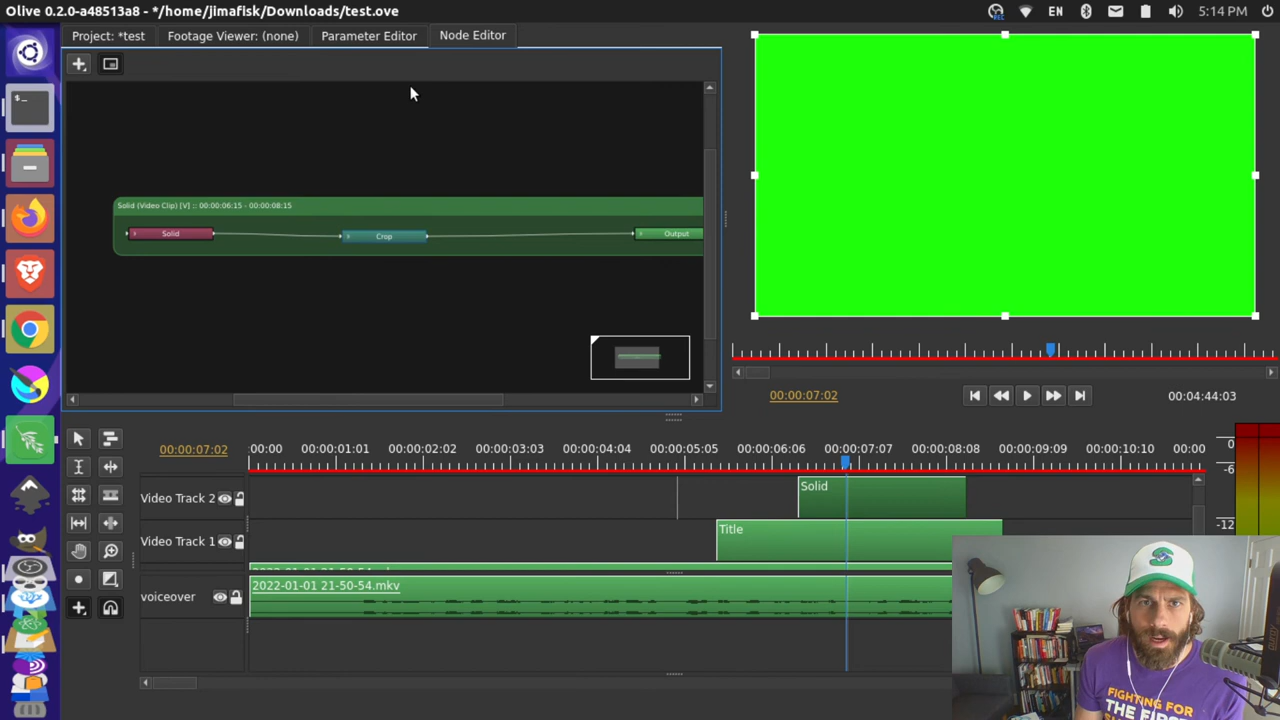 Olive 0.2.0-a48513a8 - */home/jimafisk/Downloads/test.ove
EN
5:14 PM
Project: *test
Footage Viewer: (none)
Parameter Editor
Node Editor
Solid (Video Clip) [V] :: 00:00:06:15 - 00:00:08:15
Solid
Crop
Output
00:00:07:02
00:04:44:03
00:00:07:02
00:00
00:00:01:01
00:00:02:02
00:00:03:03
00:00:04:04
00:00:05:05
00:00:06:06
00:00:07:07
00:00:08:08
00:00:09:09
00:00:10:10
00:00
0
-6
-12
Video Track 2
Solid
Video Track 1
Title
voiceover
2022-01-01 21-50-54.mkv
FIGHTING FOR
THE FIRS